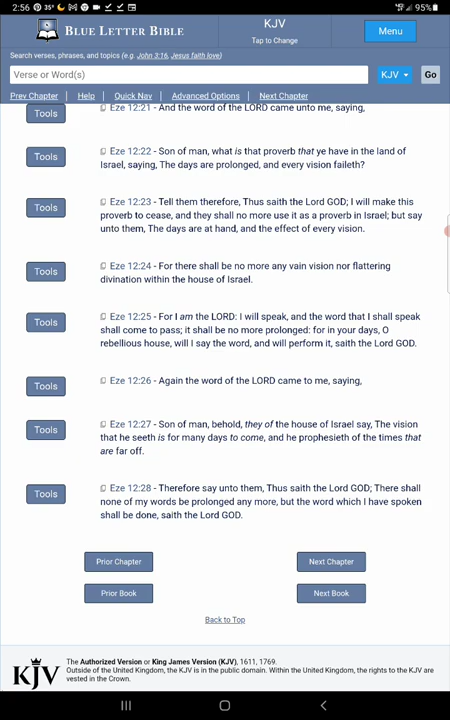 2:56 35° 95%
BLUE LETTER BIBLE
KJV
Tap to Change
Menu
Search verses, phrases, and topics (e.g. John 3:16, Jesus faith love)
Verse or Word(s)
KJV
Go
Prev Chapter | Help | Quick Nav | Advanced Options | Next Chapter
Tools
Eze 12:21 - And the word of the LORD came unto me, saying,
Tools
Eze 12:22 - Son of man, what is that proverb that ye have in the land of
Israel, saying, The days are prolonged, and every vision faileth?
Tools
Eze 12:23 - Tell them therefore, Thus saith the Lord GOD; I will make this
proverb to cease, and they shall no more use it as a proverb in Israel; but say
unto them, The days are at hand, and the effect of every vision.
Tools
Eze 12:24 - For there shall be no more any vain vision nor flattering
divination within the house of Israel.
Tools
Eze 12:25 - For I am the LORD: I will speak, and the word that I shall speak
shall come to pass; it shall be no more prolonged: for in your days, O
rebellious house, will I say the word, and will perform it, saith the Lord GOD.
Tools
Eze 12:26 - Again the word of the LORD came to me, saying,
Tools
Eze 12:27 - Son of man, behold, they of the house of Israel say, The vision
that he seeth is for many days to come, and he prophesieth of the times that
are far off.
Tools
Eze 12:28 - Therefore say unto them, Thus saith the Lord GOD; There shall
none of my words be prolonged any more, but the word which I have spoken
shall be done, saith the Lord GOD.
Prior Chapter
Next Chapter
Prior Book
Next Book
Back to Top
KJV
The Authorized Version or King James Version (KJV), 1611, 1769.
Outside of the United Kingdom, the KJV is in the public domain. Within the United Kingdom, the rights to the KJV are
vested in the Crown.